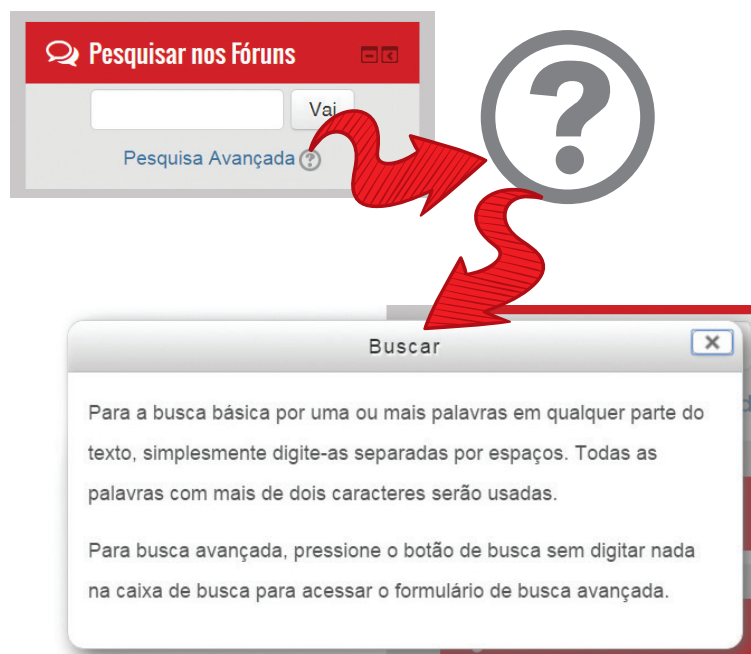 Pesquisar nos Fóruns
Vai
Pesquisa Avançada ?
?
Buscar
Para a busca básica por uma ou mais palavras em qualquer parte do
texto, simplesmente digite-as separadas por espaços. Todas as
palavras com mais de dois caracteres serão usadas.
Para busca avançada, pressione o botão de busca sem digitar nada
na caixa de busca para acessar o formulário de busca avançada.